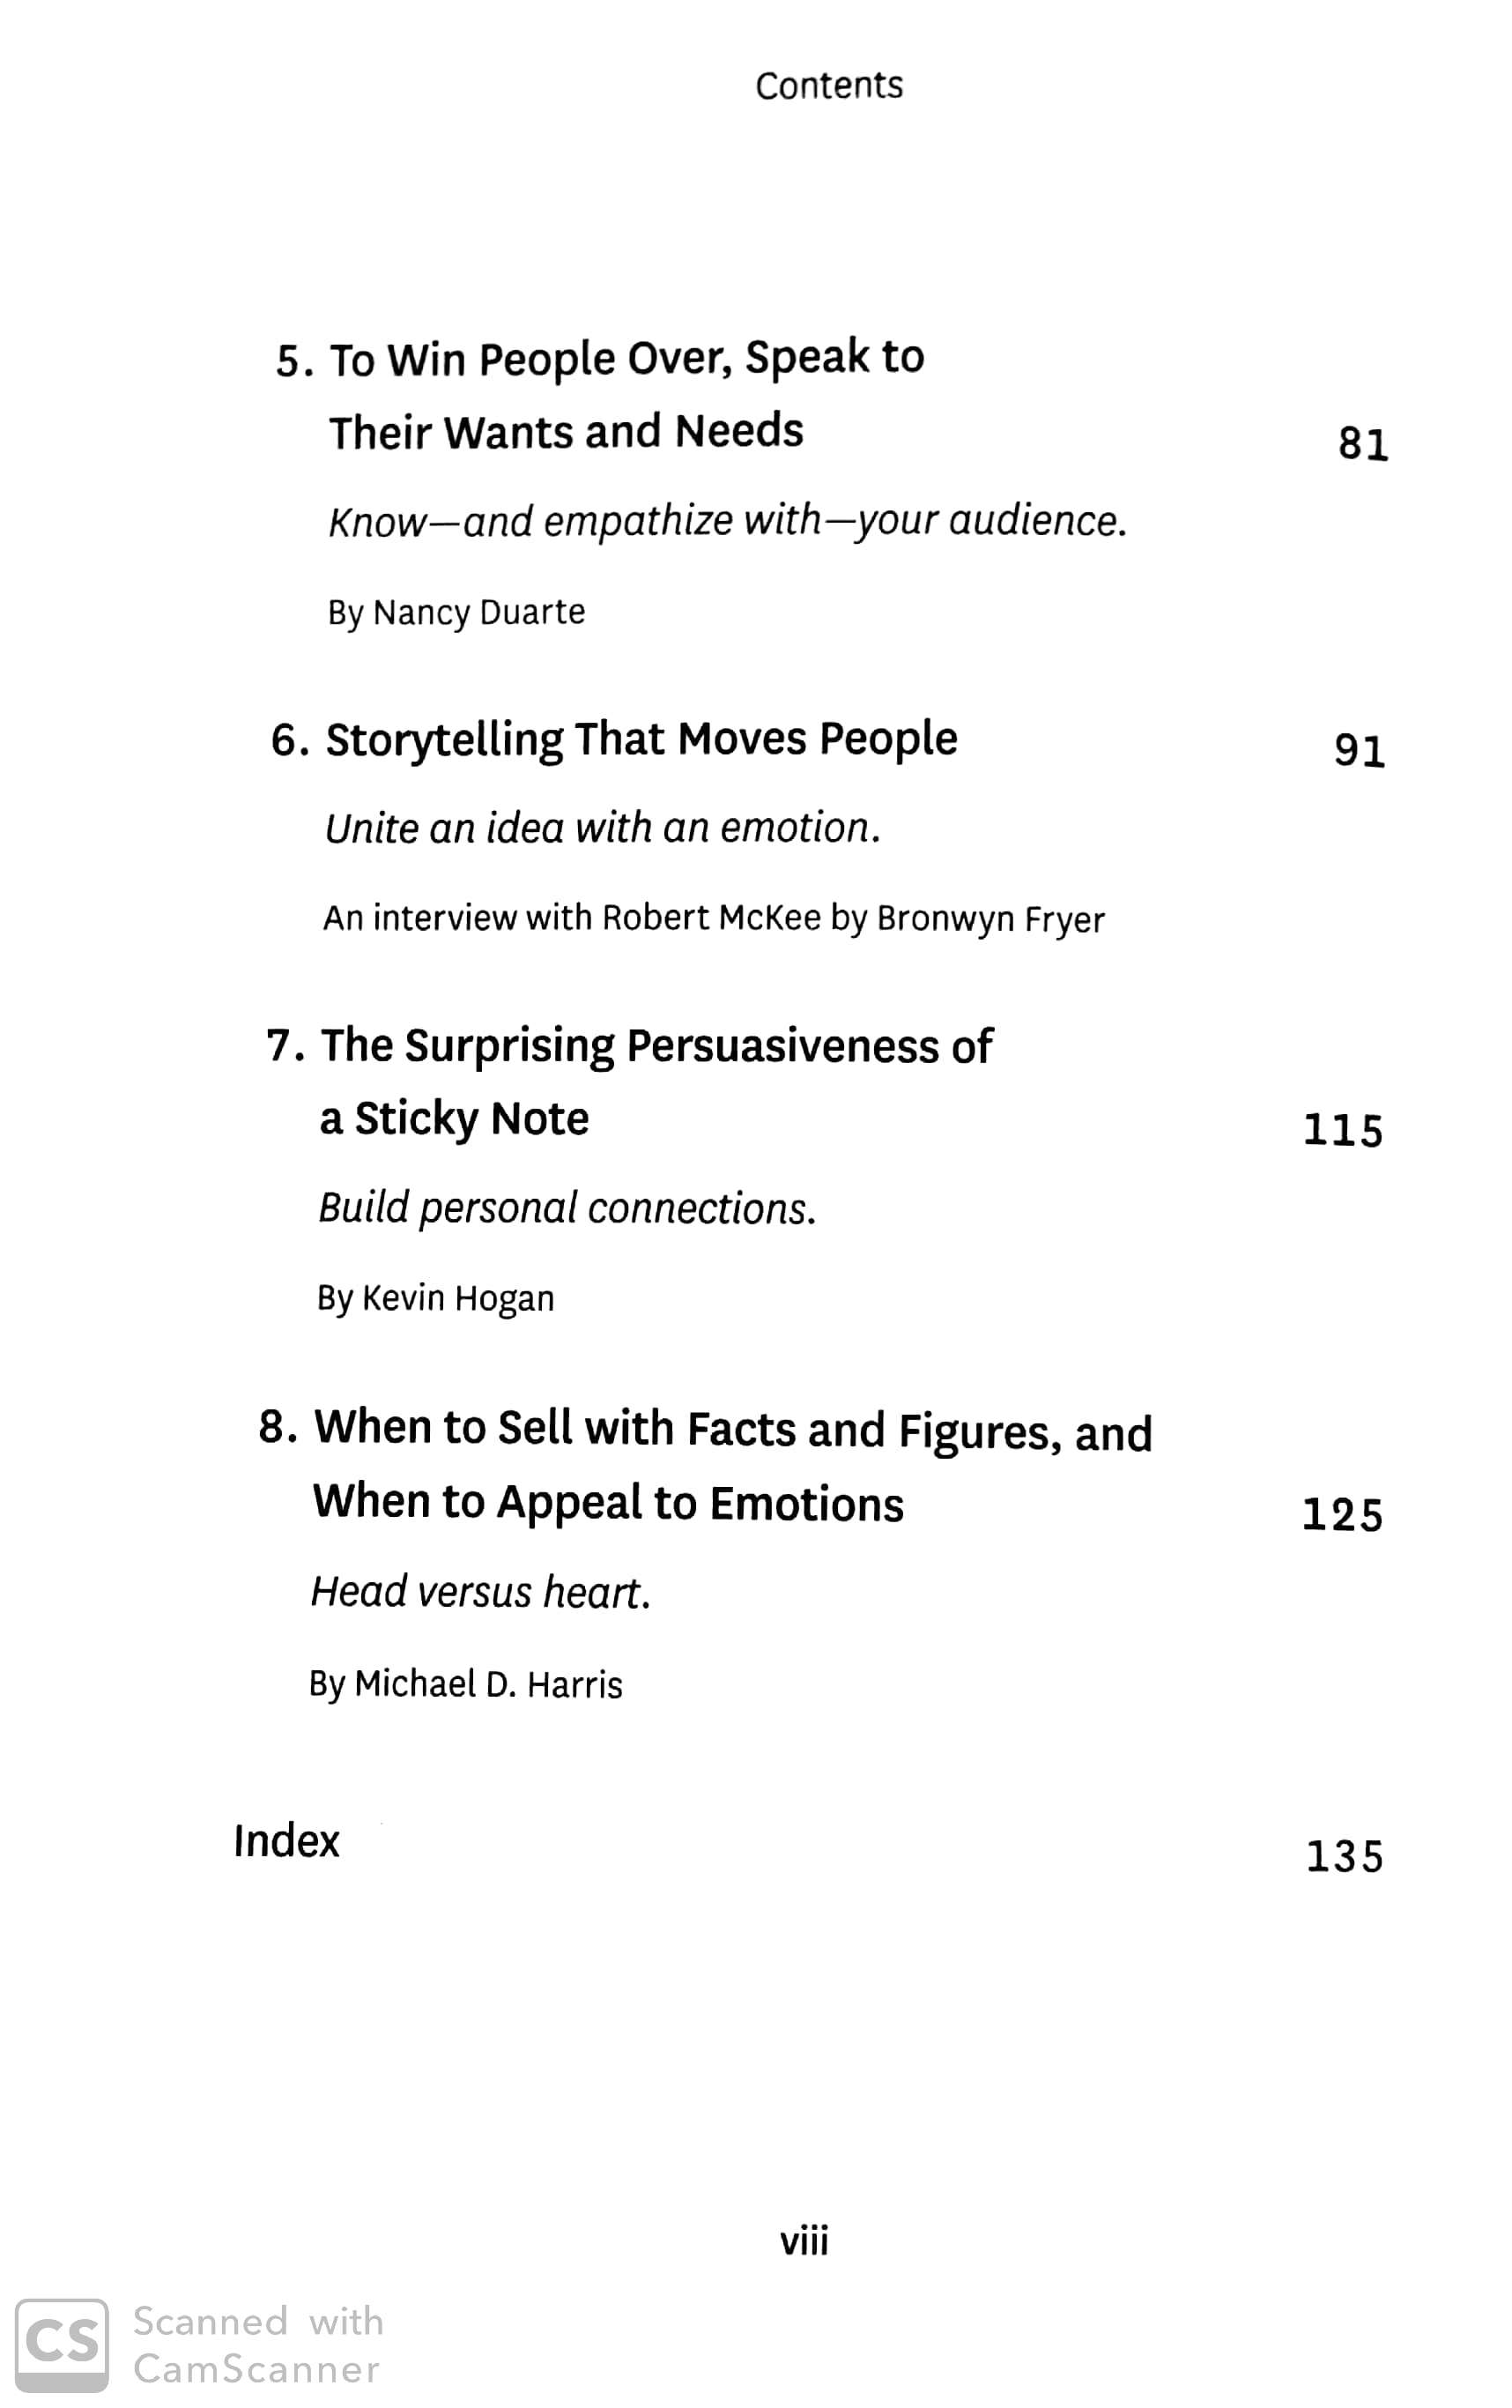 Contents
5. To Win People Over, Speak to
Their Wants and Needs 81
Know—and empathize with—your audience.
By Nancy Duarte
6. Storytelling That Moves People 91
Unite an idea with an emotion.
An interview with Robert McKee by Bronwyn Fryer
7. The Surprising Persuasiveness of
a Sticky Note 115
Build personal connections.
By Kevin Hogan
8. When to Sell with Facts and Figures, and
When to Appeal to Emotions 125
Head versus heart.
By Michael D. Harris
Index 135
viii
CS Scanned with
CamScanner